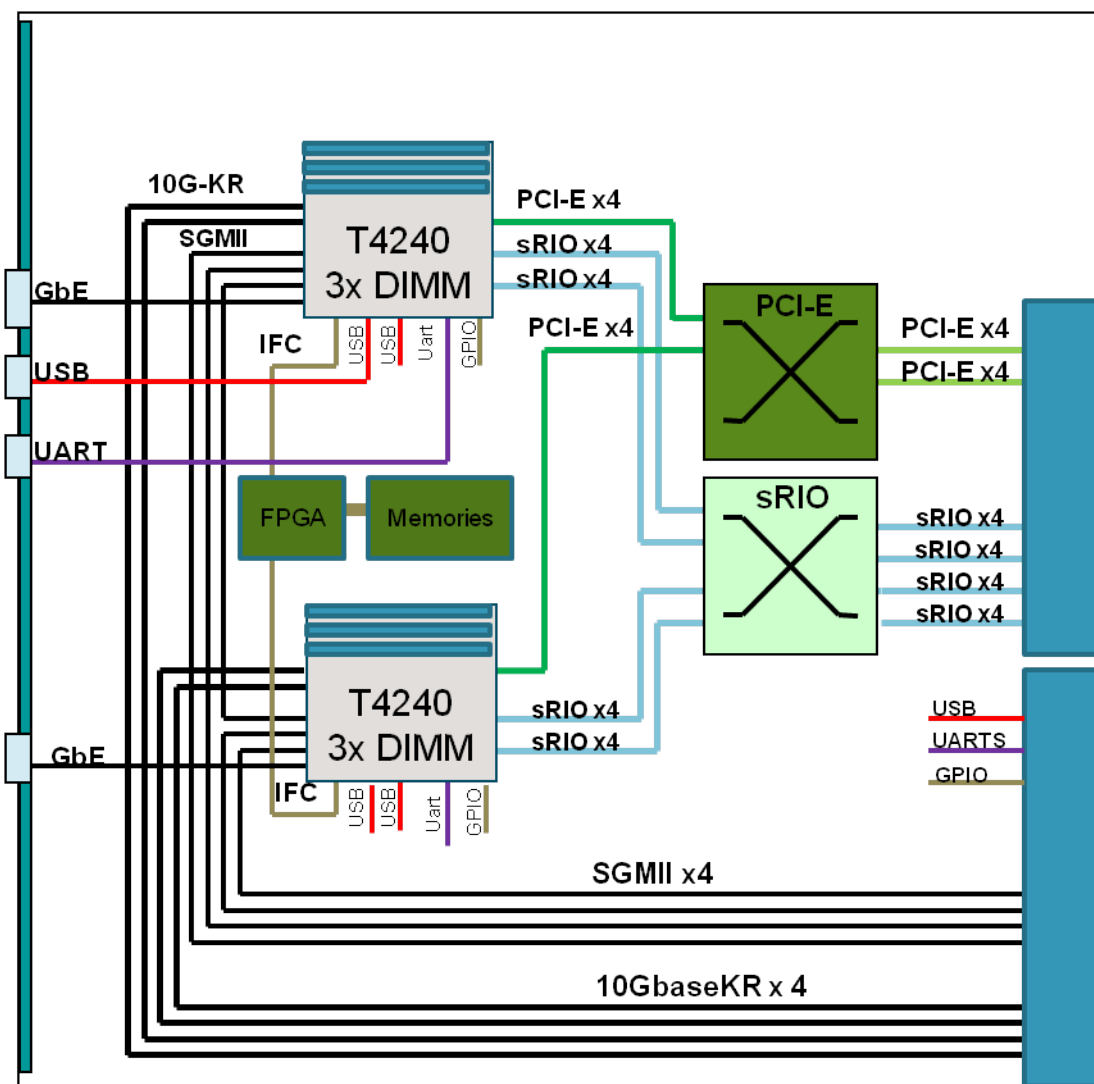 10G-KR
SGMII
GbE
USB
UART
T4240
3x DIMM
IFC
USB
USB
Uart
GPIO
PCI-E x4
sRIO x4
sRIO x4
PCI-E x4
PCI-E
PCI-E x4
PCI-E x4
FPGA
Memories
sRIO
sRIO x4
sRIO x4
sRIO x4
sRIO x4
T4240
3x DIMM
GbE
IFC
USB
USB
Uart
GPIO
sRIO x4
sRIO x4
USB
UARTS
GPIO
SGMII x4
10GbaseKR x 4